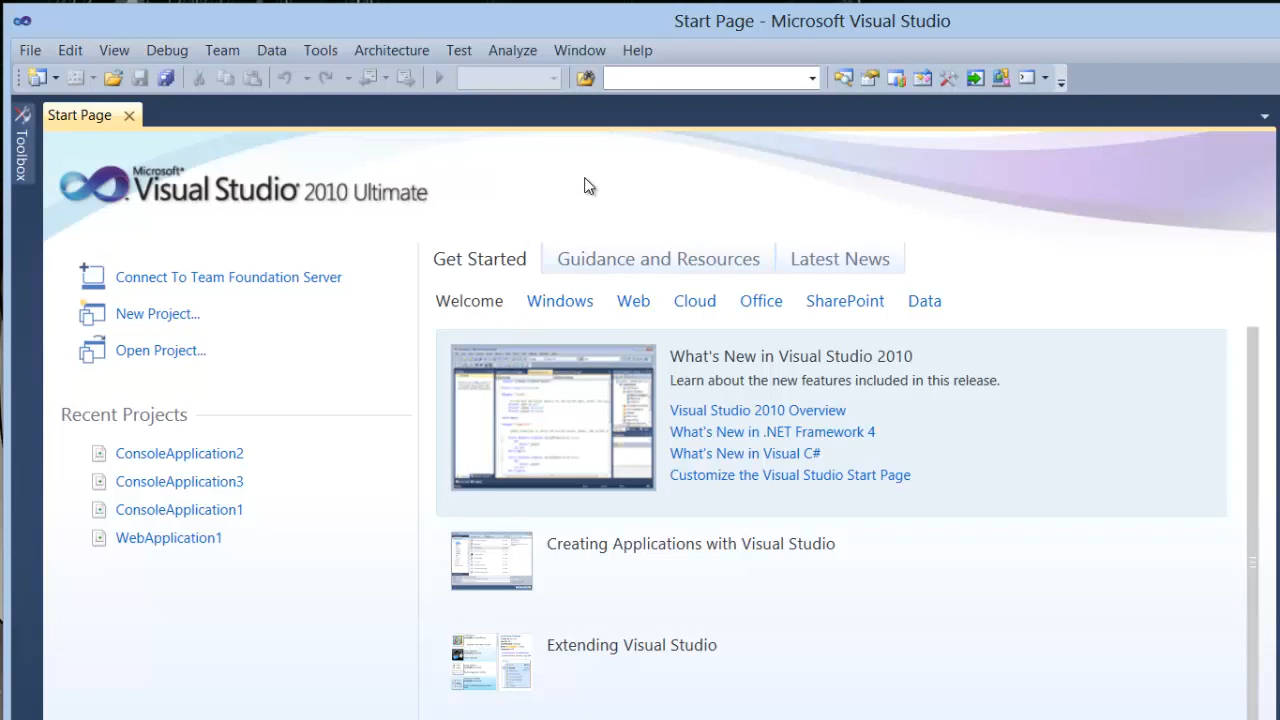 Start Page - Microsoft Visual Studio
File Edit View Debug Team Data Tools Architecture Test Analyze Window Help
Toolbox
Start Page
Microsoft®
Visual Studio 2010 Ultimate
Connect To Team Foundation Server
New Project...
Open Project...
Recent Projects
ConsoleApplication2
ConsoleApplication3
ConsoleApplication1
WebApplication1
Get Started Guidance and Resources Latest News
Welcome Windows Web Cloud Office SharePoint Data
What's New in Visual Studio 2010
Learn about the new features included in this release.
Visual Studio 2010 Overview
What's New in .NET Framework 4
What's New in Visual C#
Customize the Visual Studio Start Page
Creating Applications with Visual Studio
Extending Visual Studio